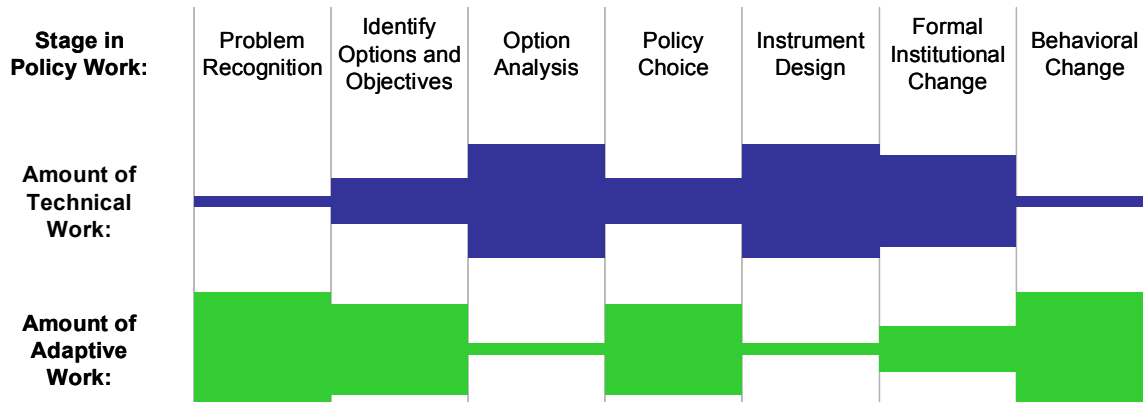 Stage in
Policy Work:
Problem
Recognition
Identify
Options and
Objectives
Option
Analysis
Policy
Choice
Instrument
Design
Formal
Institutional
Change
Behavioral
Change
Amount of
Technical
Work:
Amount of
Adaptive
Work: